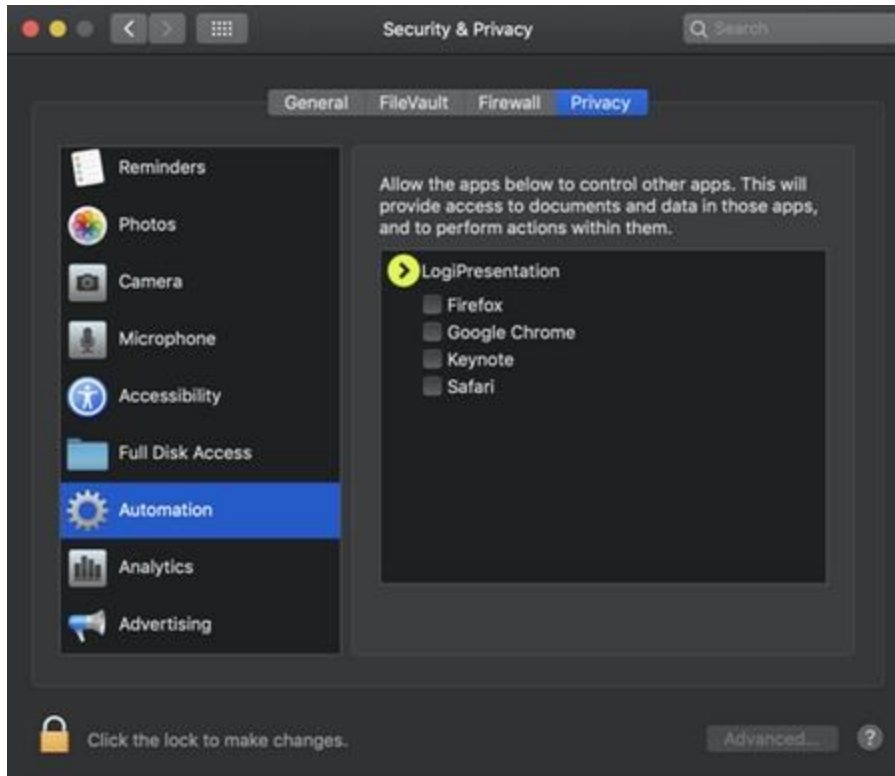 Security & Privacy
Search
General
FileVault
Firewall
Privacy
Reminders
Photos
Camera
Microphone
Accessibility
Full Disk Access
Automation
Analytics
Advertising
Allow the apps below to control other apps. This will
provide access to documents and data in those apps,
and to perform actions within them.
LogiPresentation
Firefox
Google Chrome
Keynote
Safari
Click the lock to make changes.
Advanced...
?